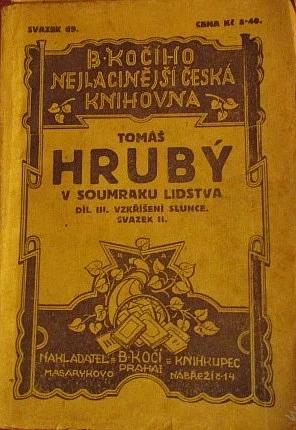 SVAZEK 69.
CENA Kč 5·40.
B·KOČÍHO
NEJLACINĚJŠÍ ČESKÁ
KNIHOVNA
TOMÁŠ
HRUBÝ
V SOUMRAKU LIDSTVA
DÍL III. VZKŘÍŠENÍ SLUNCE.
SVAZEK II.
NAKLADATEL = B·KOČÍ = KNIHKUPEC
MASARYKOVO PRAHA I NÁBŘEŽÍ·Č·14